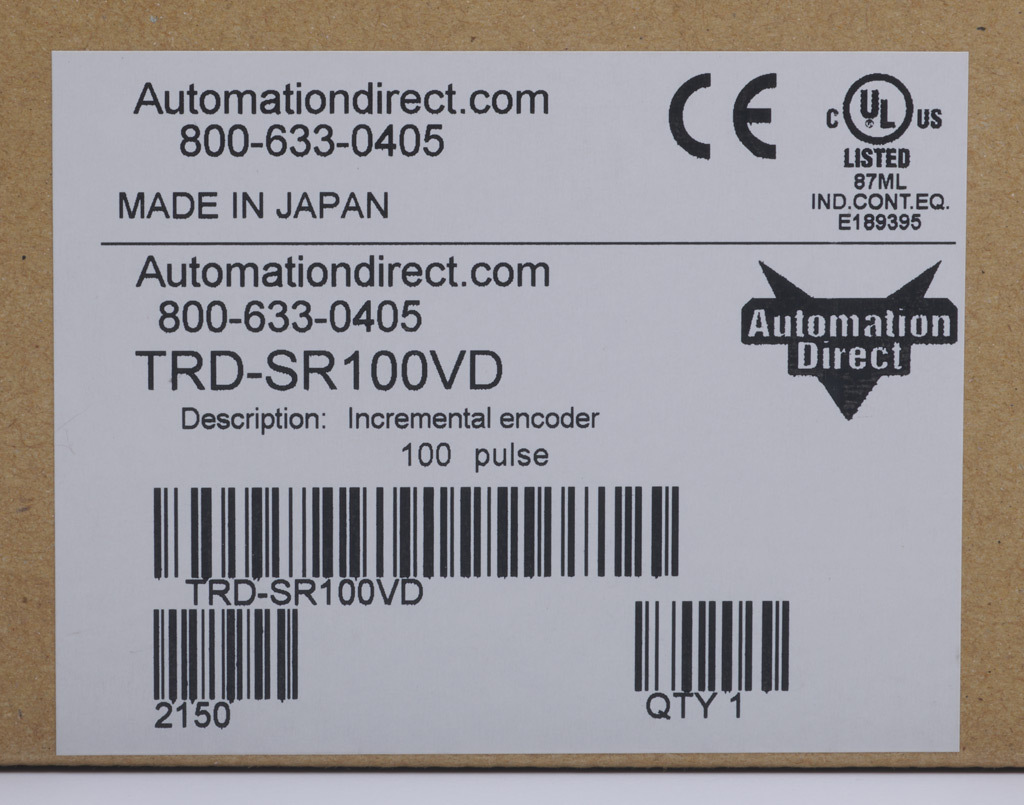 Automationdirect.com
800-633-0405
MADE IN JAPAN
CE
C UL US
LISTED
87ML
IND.CONT.EQ.
E189395
Automationdirect.com
800-633-0405
TRD-SR100VD
Description: Incremental encoder
100 pulse
Automation
Direct
TRD-SR100VD
2150
QTY 1